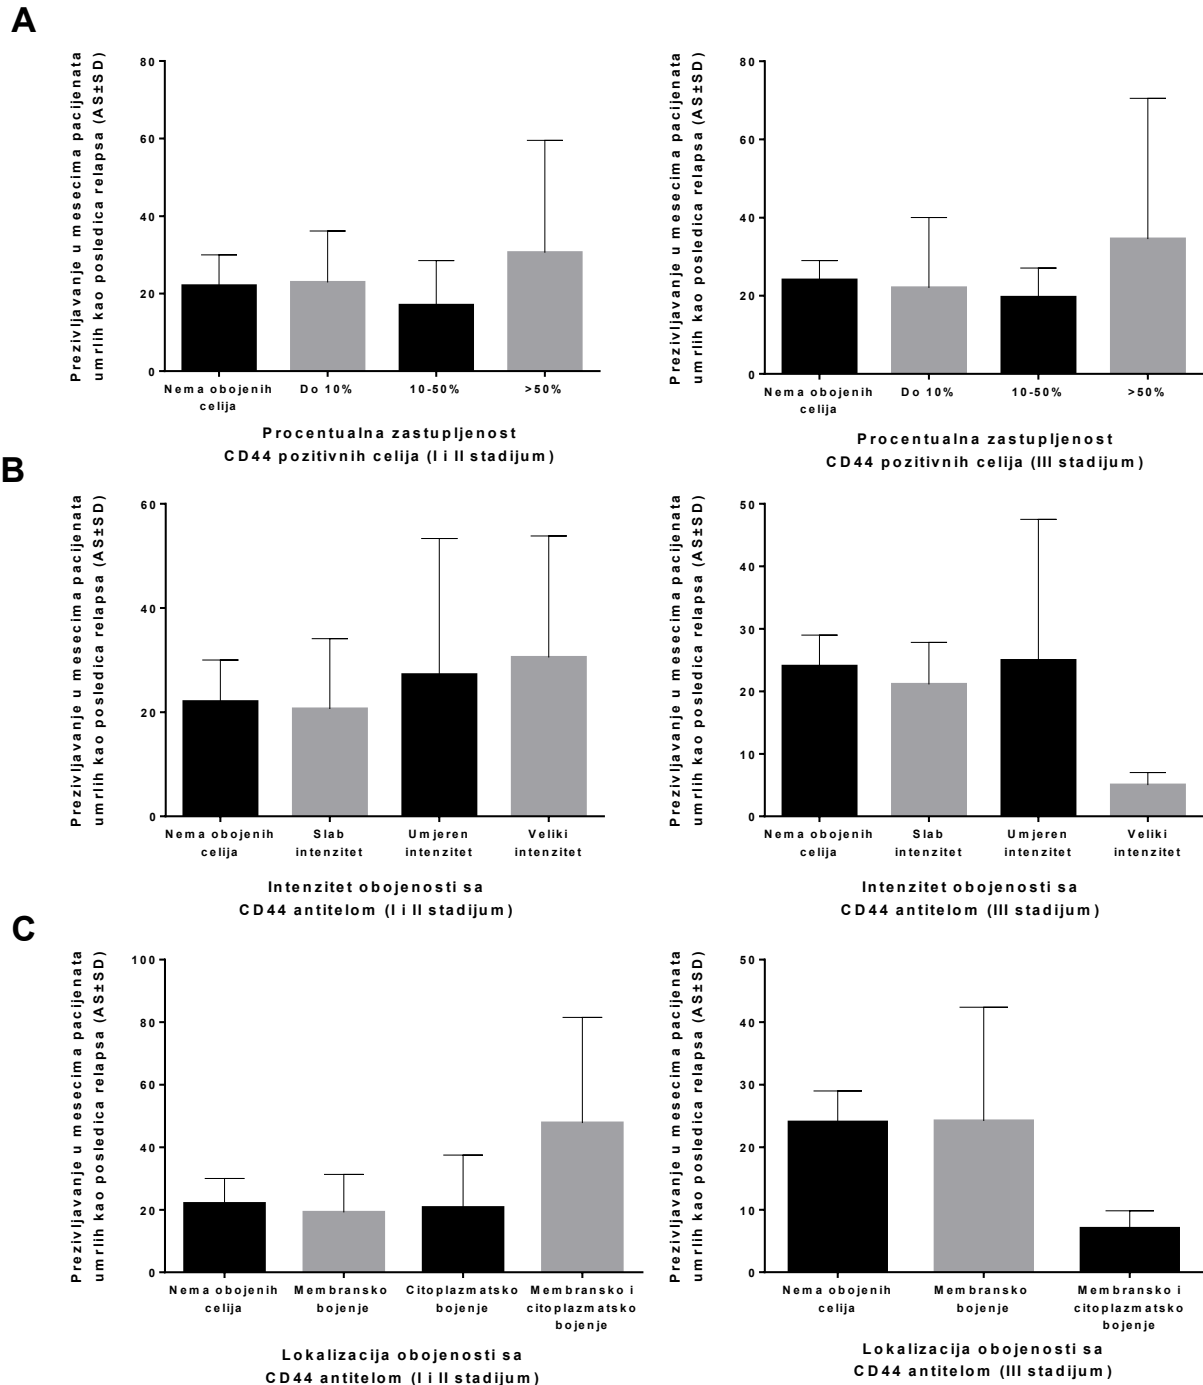 A
Prezivljavanje u mesecima pacijenata
umrlih kao posledica relapsa (AS±SD)
80
60
40
20
0
Nema obojenih
celija
Do 10%
10-50%
>50%
Procentualna zastupljenost
CD44 pozitivnih celija (I i II stadijum)
Prezivljavanje u mesecima pacijenata
umrlih kao posledica relapsa (AS±SD)
80
60
40
20
0
Nema obojenih
celija
Do 10%
10-50%
>50%
Procentualna zastupljenost
CD44 pozitivnih celija (III stadijum)
B
Prezivljavanje u mesecima pacijenata
umrlih kao posledica relapsa (AS±SD)
60
40
20
0
Nema obojenih
celija
Slab
intenzitet
Umjeren
intenzitet
Veliki
intenzitet
Intenzitet obojenosti sa
CD44 antitelom (I i II stadijum)
Prezivljavanje u mesecima pacijenata
umrlih kao posledica relapsa (AS±SD)
50
40
30
20
10
0
Nema obojenih
celija
Slab
intenzitet
Umjeren
intenzitet
Veliki
intenzitet
Intenzitet obojenosti sa
CD44 antitelom (III stadijum)
C
Prezivljavanje u mesecima pacijenata
umrlih kao posledica relapsa (AS±SD)
100
80
60
40
20
0
Nema obojenih
celija
Membransko
bojenje
Citoplazmatsko
bojenje
Membransko i
citoplazmatsko
bojenje
Lokalizacija obojenosti sa
CD44 antitelom (I i II stadijum)
Prezivljavanje u mesecima pacijenata
umrlih kao posledica relapsa (AS±SD)
50
40
30
20
10
0
Nema obojenih
celija
Membransko
bojenje
Membransko i
citoplazmatsko
bojenje
Lokalizacija obojenosti sa
CD44 antitelom (III stadijum)